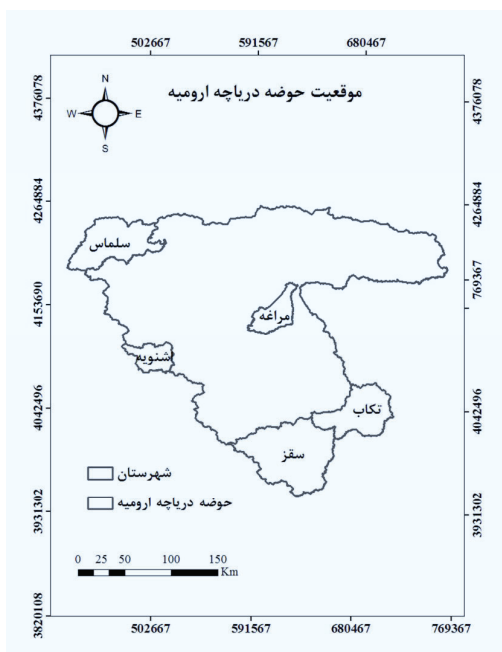 502667 591567 680467
موقعیت حوضه دریاچه ارومیه
N
W E
S
4376078 4376078
4264884 4264884
سلماس
769367
4153690
مراغه
شنویه
تکاب
4042496 4042496
سقز
شهرستان
حوضه دریاچه ارومیه
3931302 3931302
0 25 50 100 150
Km
3820108
502667 591567 680467 769367